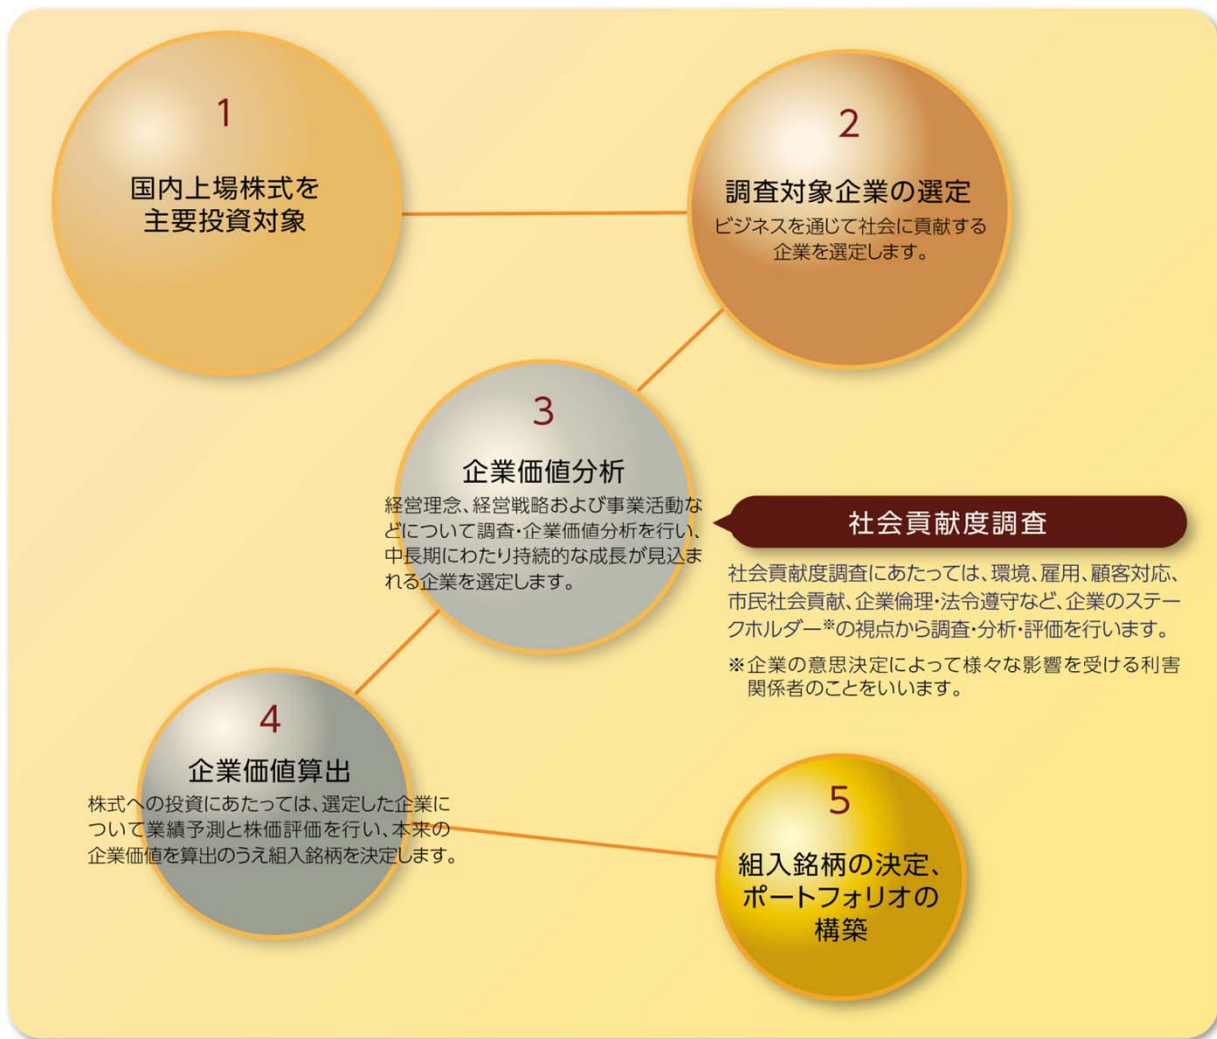 1
国内上場株式を
主要投資対象
2
調査対象企業の選定
ビジネスを通じて社会に貢献する
企業を選定します。
3
企業価値分析
経営理念、経営戦略および事業活動な
どについて調査・企業価値分析を行い、
中長期にわたり持続的な成長が見込ま
れる企業を選定します。
社会貢献度調査
社会貢献度調査にあたっては、環境、雇用、顧客対応、
市民社会貢献、企業倫理・法令遵守など、企業のステー
クホルダー※の視点から調査・分析・評価を行います。
※企業の意思決定によって様々な影響を受ける利害
関係者のことをいいます。
4
企業価値算出
株式への投資にあたっては、選定した企業に
ついて業績予測と株価評価を行い、本来の
企業価値を算出のうえ組入銘柄を決定します。
5
組入銘柄の決定、
ポートフォリオの
構築